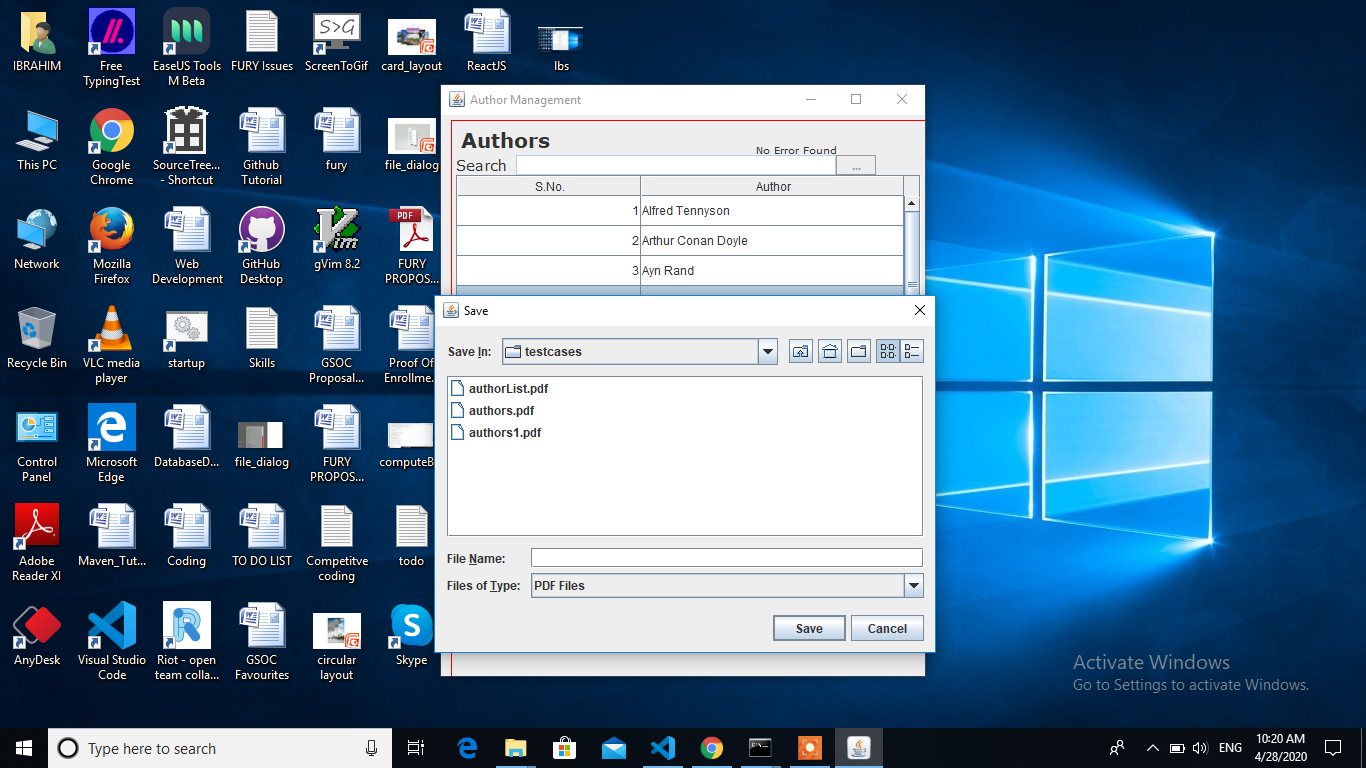 IBRAHIM
Free
TypingTest
EaseUS Tools
M Beta
FURY Issues
S>G
ScreenToGif
card_layout
ReactJS
lbs
This PC
Google
Chrome
SourceTree...
- Shortcut
Github
Tutorial
fury
file_dialog
Network
Mozilla
Firefox
Web
Development
GitHub
Desktop
Vim
gVim 8.2
PDF
FURY
PROPOS...
Recycle Bin
VLC media
player
startup
Skills
GSOC
Proposal...
Proof Of
Enrollme...
Control
Panel
Microsoft
Edge
DatabaseD...
file_dialog
FURY
PROPOS...
computeB
Adobe
Reader XI
Maven_Tut...
Coding
TO DO LIST
Competitve
coding
todo
AnyDesk
Visual Studio
Code
Riot - open
team colla...
GSOC
Favourites
circular
layout
Skype
Author Management
Authors
No Error Found
Search
...
S.No. Author
1 Alfred Tennyson
2 Arthur Conan Doyle
3 Ayn Rand
Save
Save In: testcases
authorList.pdf
authors.pdf
authors1.pdf
File Name:
Files of Type: PDF Files
Save Cancel
Activate Windows
Go to Settings to activate Windows.
Type here to search
ENG
10:20 AM
4/28/2020